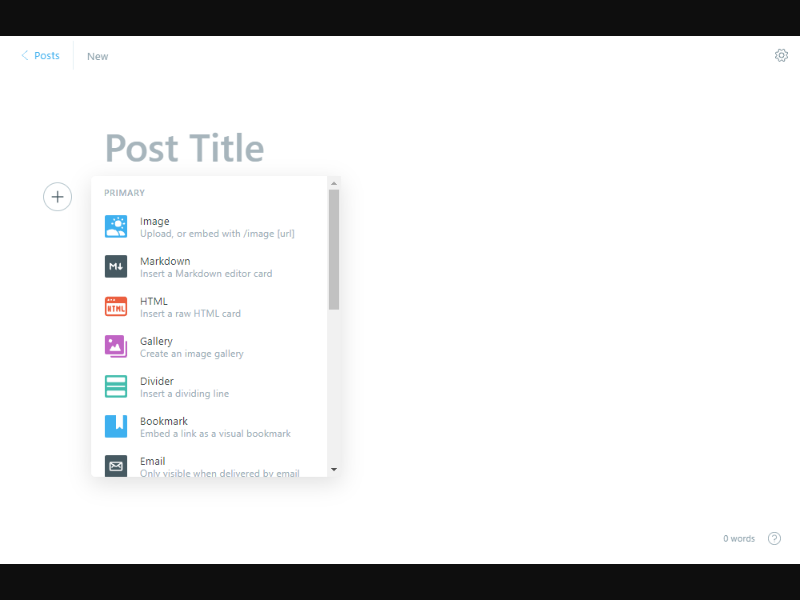 Posts
New
Post Title
PRIMARY
Image
Upload, or embed with /image [url]
M
Markdown
Insert a Markdown editor card
HTML
HTML
Insert a raw HTML card
Gallery
Create an image gallery
Divider
Insert a dividing line
Bookmark
Embed a link as a visual bookmark
Email
Only visible when delivered by email
0 words
?